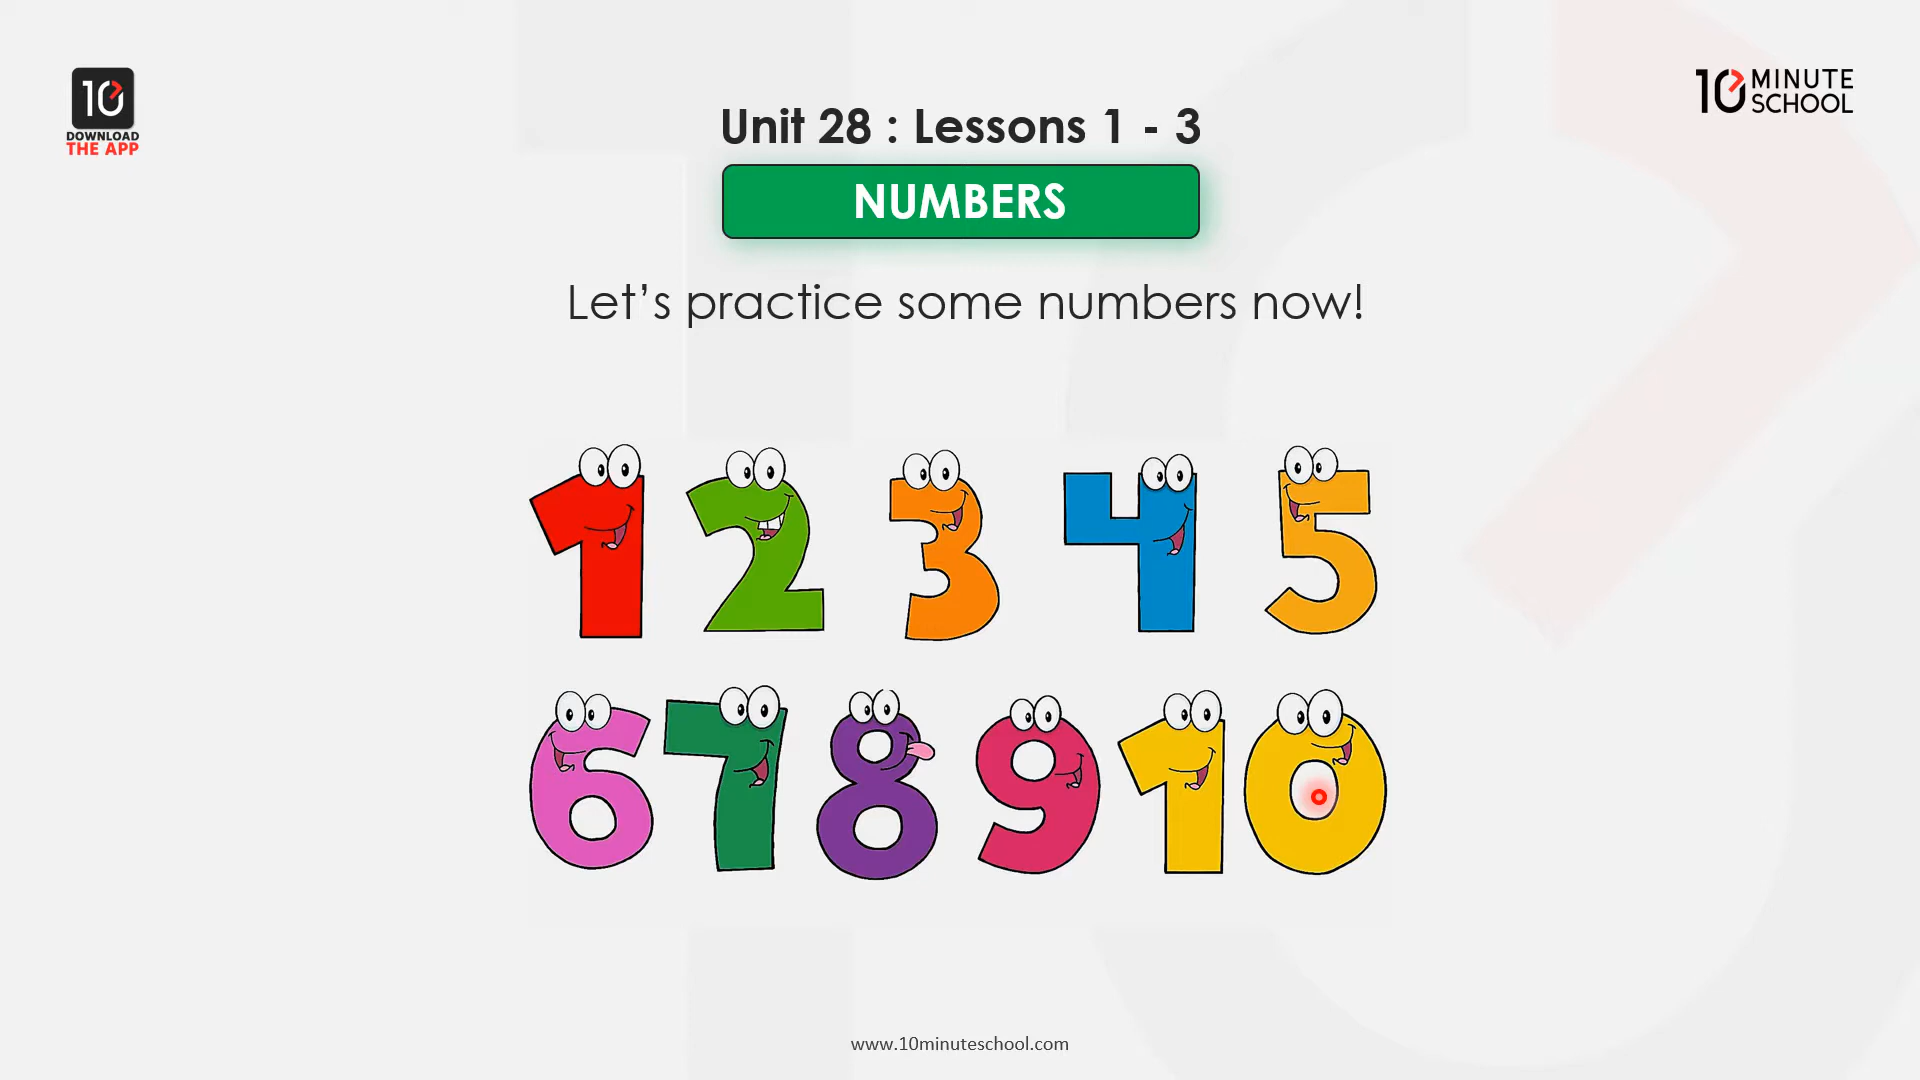 10
DOWNLOAD
THE APP
10 MINUTE
SCHOOL
Unit 28 : Lessons 1 - 3
NUMBERS
Let’s practice some numbers now!
1 2 3 4 5
6 7 8 9 10
www.10minuteschool.com